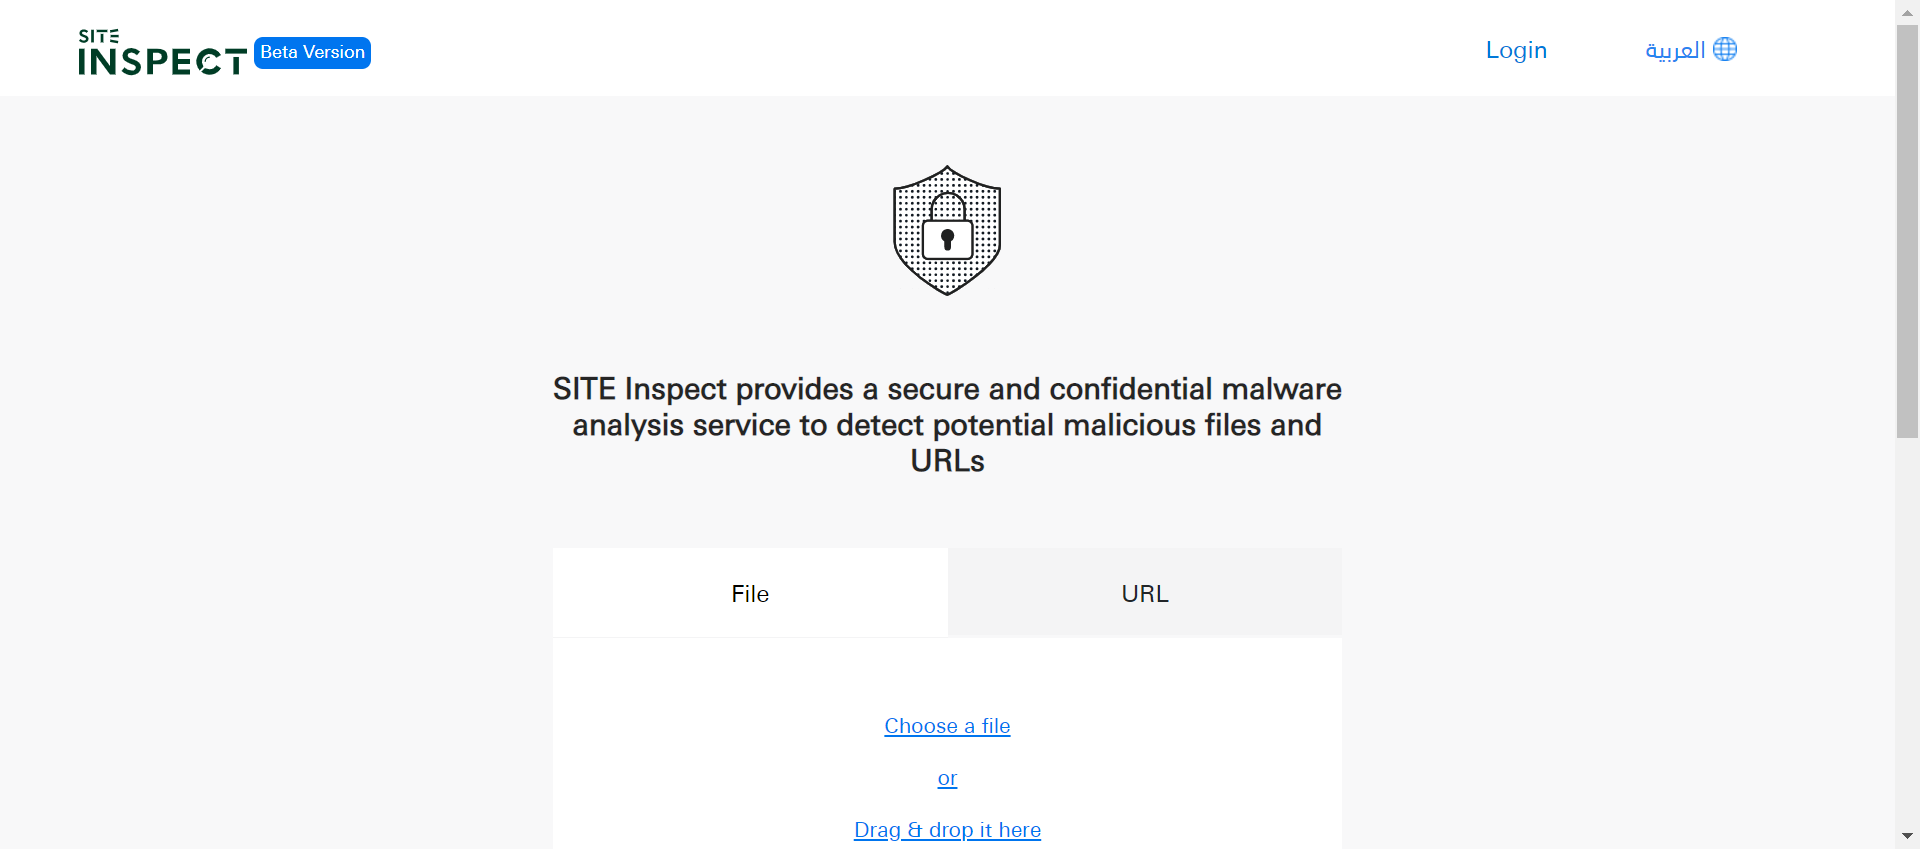 SITE
INSPECT
Beta Version
Login
العربية
SITE Inspect provides a secure and confidential malware
analysis service to detect potential malicious files and
URLs
File
URL
Choose a file
or
Drag & drop it here